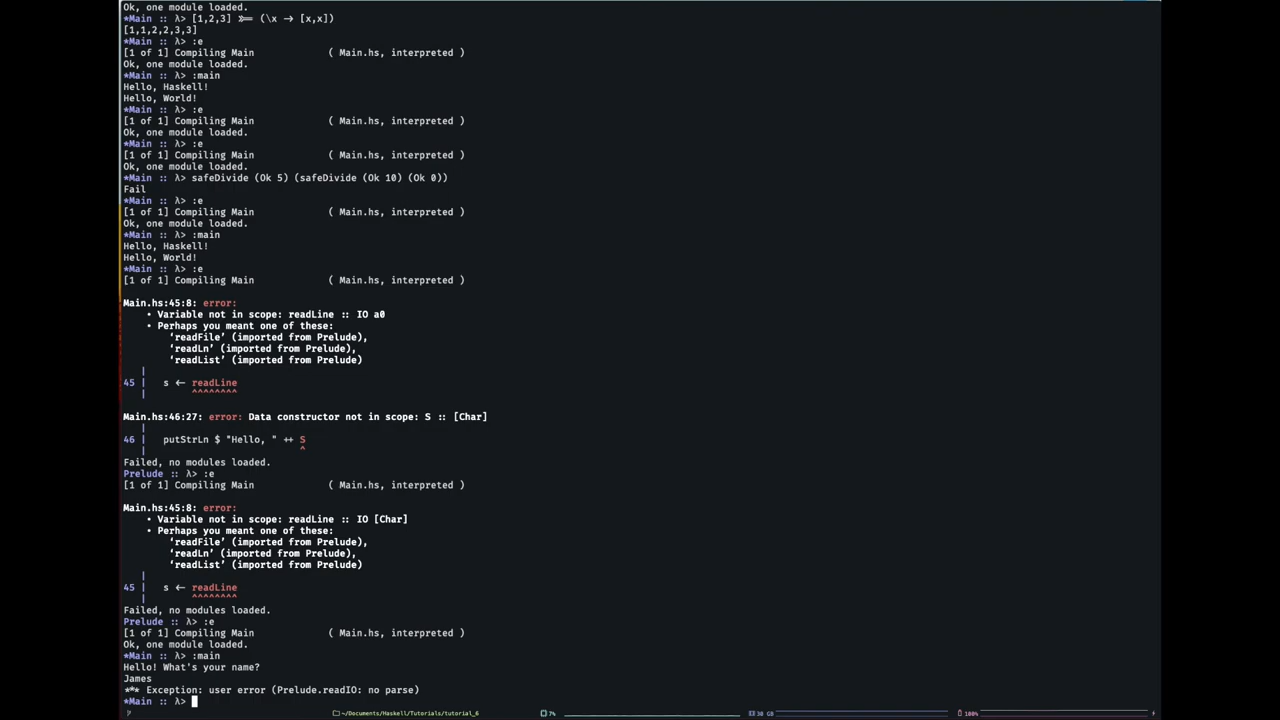 Ok, one module loaded.
*Main :: λ> [1,2,3] >>= (\x -> [x,x])
[1,1,2,2,3,3]
*Main :: λ> :e
[1 of 1] Compiling Main             ( Main.hs, interpreted )
Ok, one module loaded.
*Main :: λ> :main
Hello, Haskell!
Hello, World!
*Main :: λ> :e
[1 of 1] Compiling Main             ( Main.hs, interpreted )
Ok, one module loaded.
*Main :: λ> :e
[1 of 1] Compiling Main             ( Main.hs, interpreted )
Ok, one module loaded.
*Main :: λ> safeDivide (Ok 5) (safeDivide (Ok 10) (Ok 0))
Fail
*Main :: λ> :e
[1 of 1] Compiling Main             ( Main.hs, interpreted )
Ok, one module loaded.
*Main :: λ> :main
Hello, Haskell!
Hello, World!
*Main :: λ> :e
[1 of 1] Compiling Main             ( Main.hs, interpreted )
Main.hs:45:8: error:
• Variable not in scope: readLine :: IO a0
• Perhaps you meant one of these:
‘readFile’ (imported from Prelude),
‘readLn’ (imported from Prelude),
‘readList’ (imported from Prelude)
|
45 |   s <- readLine
|        ^^^^^^^^
Main.hs:46:27: error: Data constructor not in scope: S :: [Char]
|
46 |   putStrLn $ "Hello, " ++ S
|                           ^
Failed, no modules loaded.
Prelude :: λ> :e
[1 of 1] Compiling Main             ( Main.hs, interpreted )
Main.hs:45:8: error:
• Variable not in scope: readLine :: IO [Char]
• Perhaps you meant one of these:
‘readFile’ (imported from Prelude),
‘readLn’ (imported from Prelude),
‘readList’ (imported from Prelude)
|
45 |   s <- readLine
|        ^^^^^^^^
Failed, no modules loaded.
Prelude :: λ> :e
[1 of 1] Compiling Main             ( Main.hs, interpreted )
Ok, one module loaded.
*Main :: λ> :main
Hello! What's your name?
James
*** Exception: user error (Prelude.readIO: no parse)
*Main :: λ>
~/Documents/Haskell/Tutorials/tutorial_6 7% 38 GB 100%